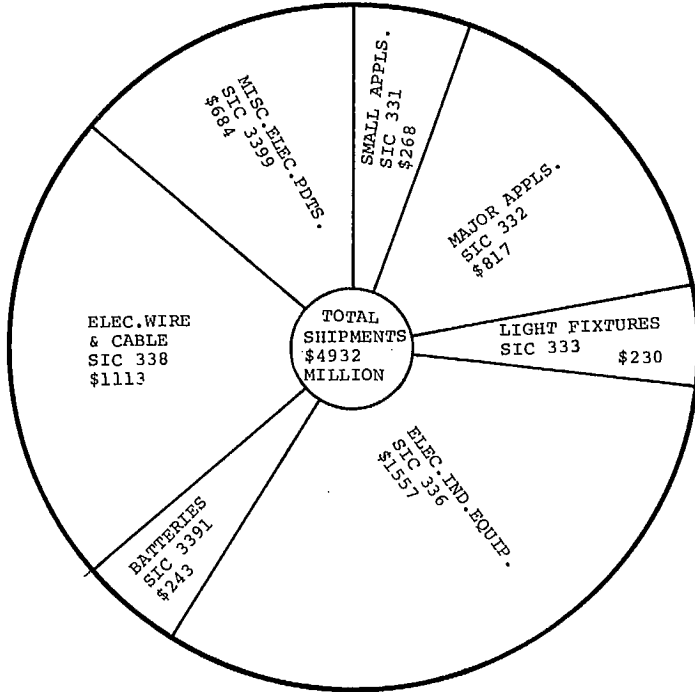 SMALL APPLS.
SIC 331
$268
MAJOR APPLS.
SIC 332
$817
LIGHT FIXTURES
SIC 333 $230
ELEC.IND.EQUIP.
SIC 336
$1557
BATTERIES
SIC 3391
$243
ELEC.WIRE
& CABLE
SIC 338
$1113
MISC.ELEC.PDTS.
SIC 3399
$684
TOTAL
SHIPMENTS
$4932
MILLION